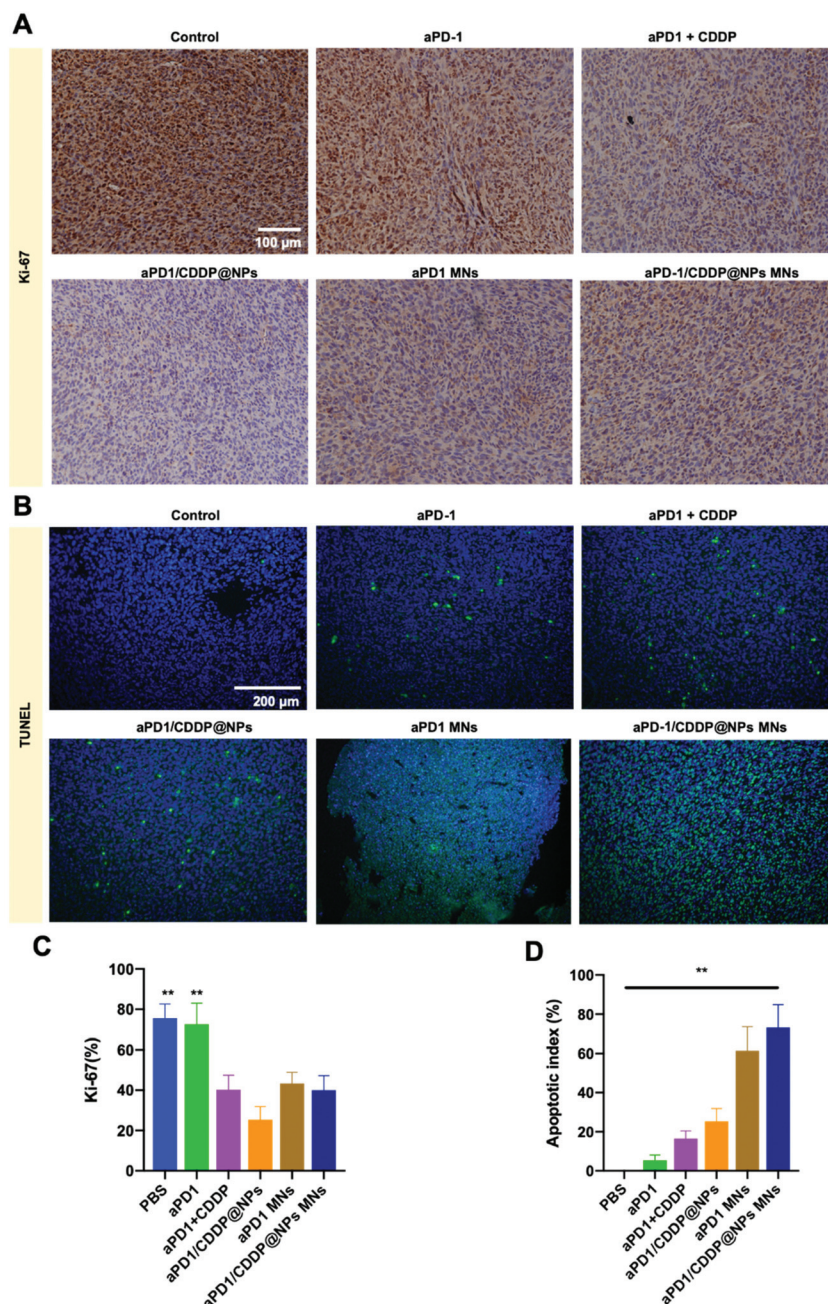 A
Control
aPD-1
aPD1 + CDDP
Ki-67
100 µm
aPD1/CDDP@NPs
aPD1 MNs
aPD-1/CDDP@NPs MNs
B
Control
aPD-1
aPD1 + CDDP
TUNEL
200 µm
aPD1/CDDP@NPs
aPD1 MNs
aPD-1/CDDP@NPs MNs
C
Ki-67(%)
100
80
60
40
20
0
**
**
PBS
aPD1
aPD1+CDDP
aPD1/CDDP@NPs
aPD1 MNs
aPD1/CDDP@NPs MNs
D
Apoptotic index (%)
100
80
60
40
20
0
**
PBS
aPD1
aPD1+CDDP
aPD1/CDDP@NPs
aPD1 MNs
aPD1/CDDP@NPs MNs